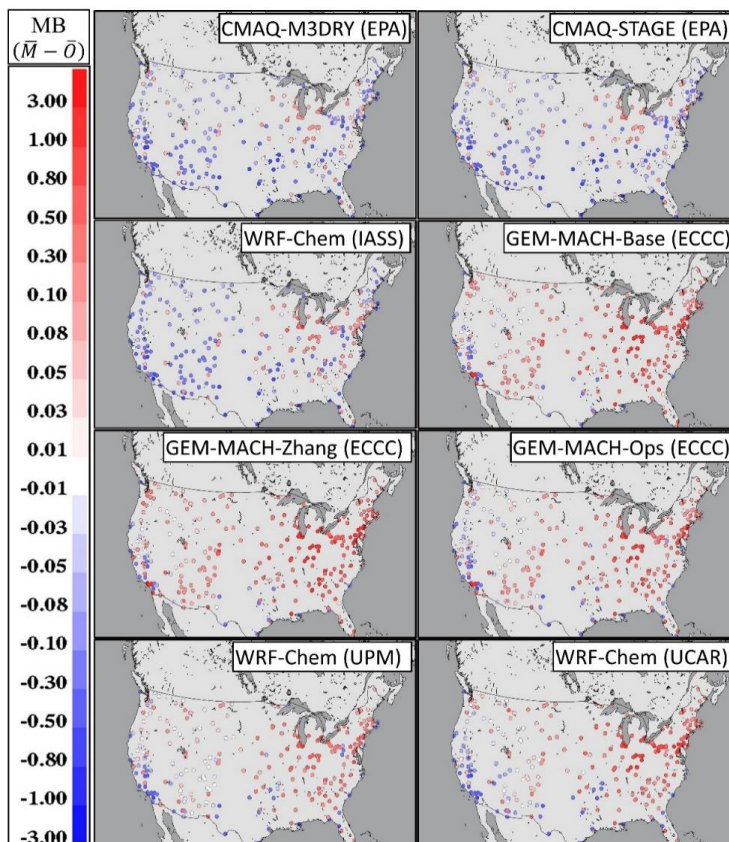 MB
(M̄ − Ō)
3.00
1.00
0.80
0.50
0.30
0.10
0.08
0.05
0.03
0.01
-0.01
-0.03
-0.05
-0.08
-0.10
-0.30
-0.50
-0.80
-1.00
-3.00
CMAQ-M3DRY (EPA)
CMAQ-STAGE (EPA)
WRF-Chem (IASS)
GEM-MACH-Base (ECCC)
GEM-MACH-Zhang (ECCC)
GEM-MACH-Ops (ECCC)
WRF-Chem (UPM)
WRF-Chem (UCAR)